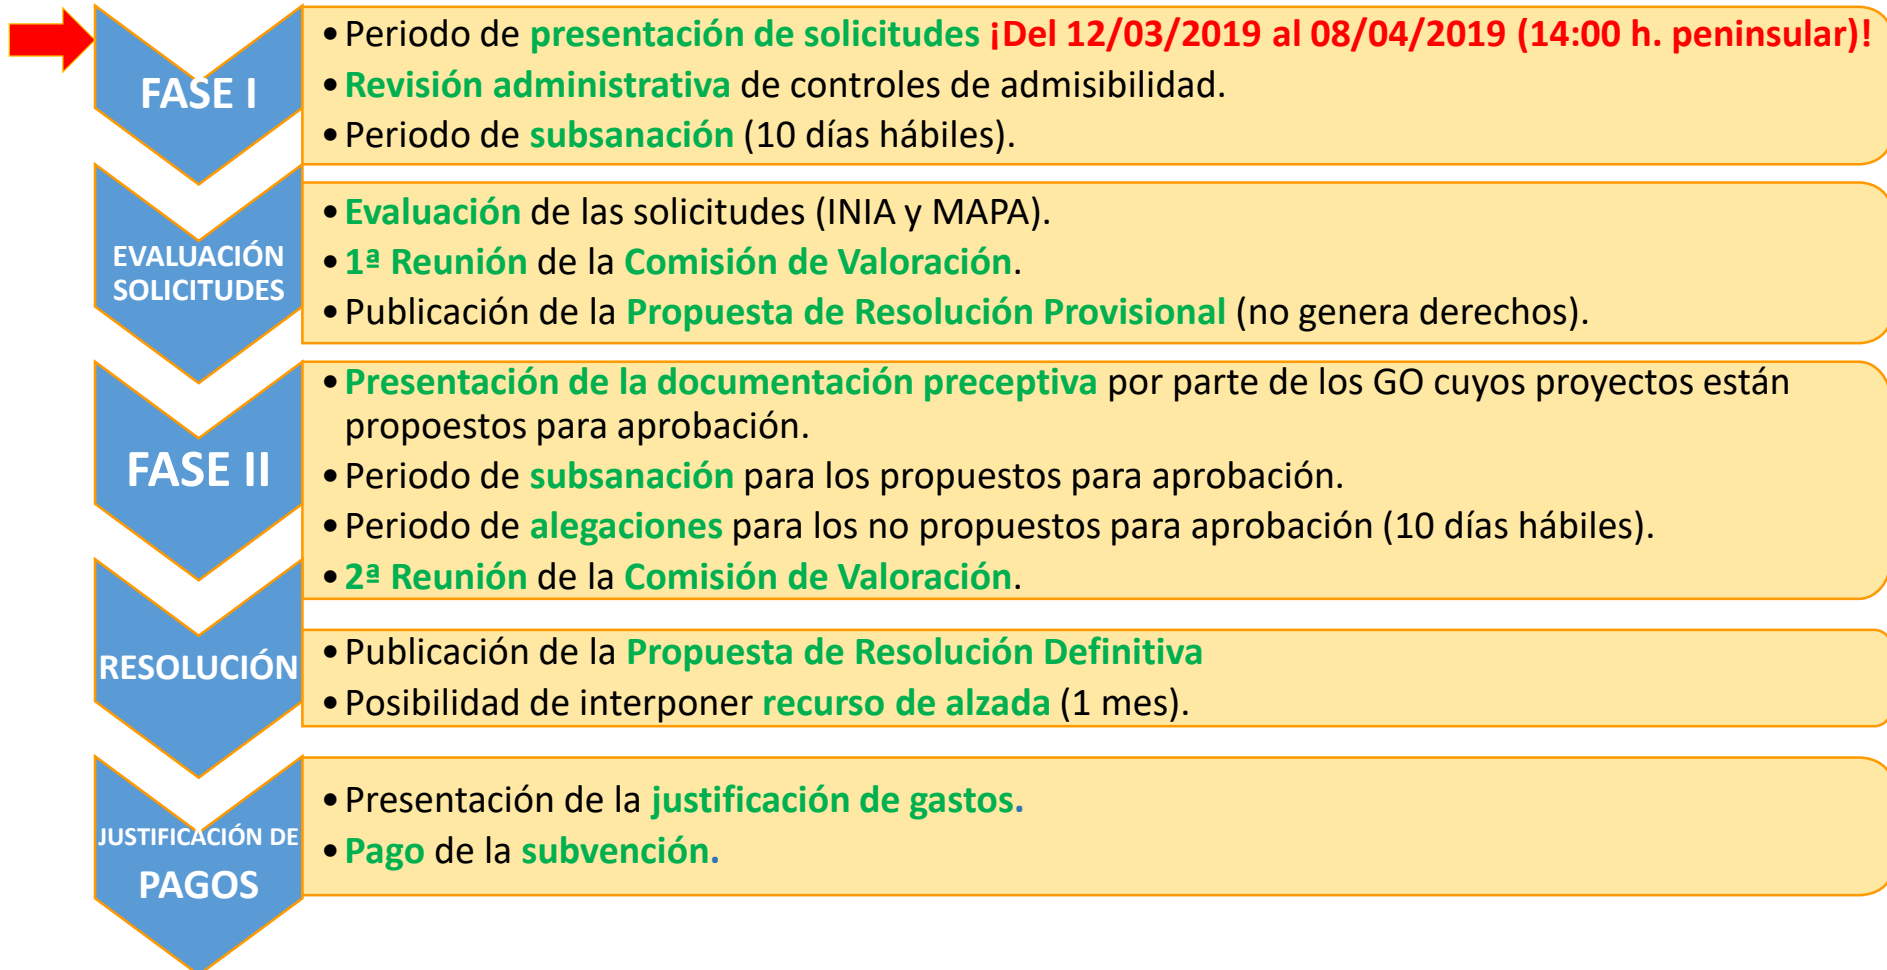 FASE I
• Periodo de presentación de solicitudes ¡Del 12/03/2019 al 08/04/2019 (14:00 h. peninsular)!
• Revisión administrativa de controles de admisibilidad.
• Periodo de subsanación (10 días hábiles).
EVALUACIÓN
SOLICITUDES
• Evaluación de las solicitudes (INIA y MAPA).
• 1ª Reunión de la Comisión de Valoración.
• Publicación de la Propuesta de Resolución Provisional (no genera derechos).
FASE II
• Presentación de la documentación preceptiva por parte de los GO cuyos proyectos están
propoestos para aprobación.
• Periodo de subsanación para los propuestos para aprobación.
• Periodo de alegaciones para los no propuestos para aprobación (10 días hábiles).
• 2ª Reunión de la Comisión de Valoración.
RESOLUCIÓN
• Publicación de la Propuesta de Resolución Definitiva
• Posibilidad de interponer recurso de alzada (1 mes).
JUSTIFICACIÓN DE
PAGOS
• Presentación de la justificación de gastos.
• Pago de la subvención.